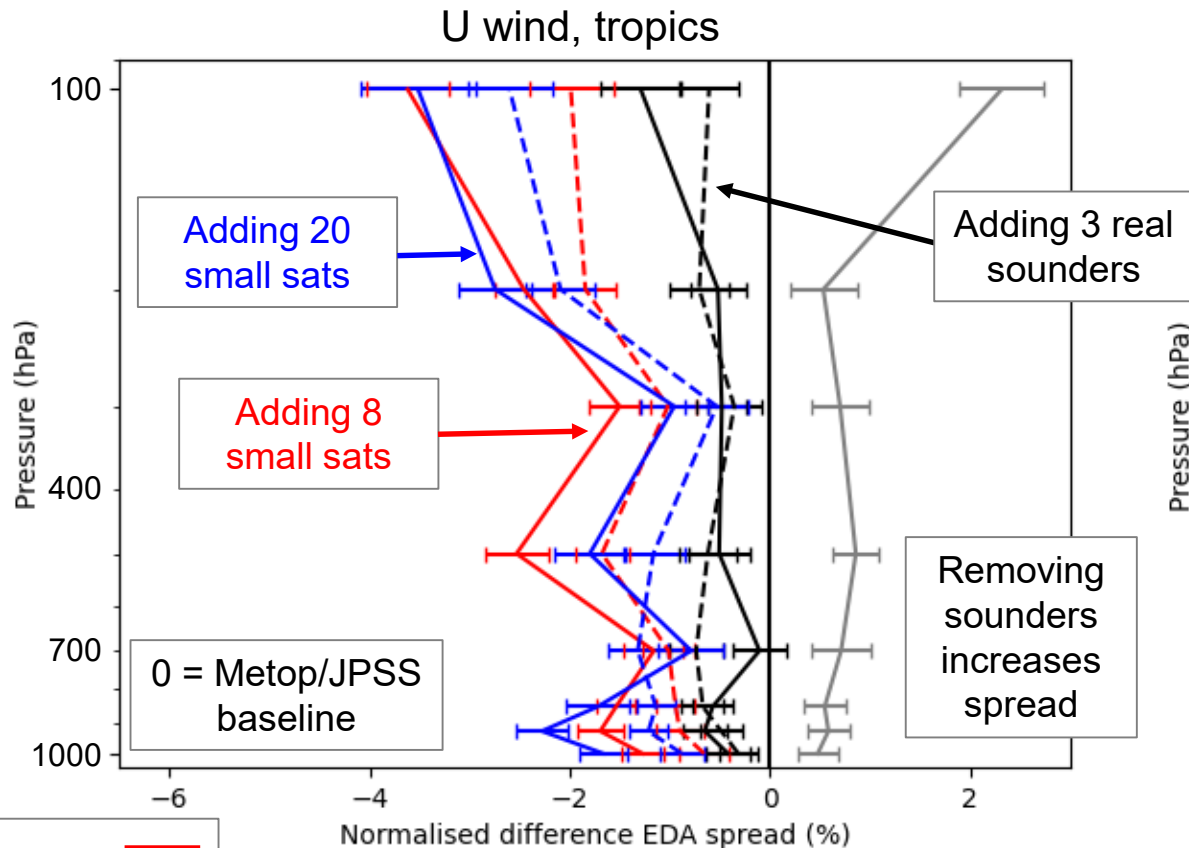 U wind, tropics
100
400
700
1000
Pressure (hPa)
Adding 20
small sats
Adding 8
small sats
0 = Metop/JPSS
baseline
Adding 3 real
sounders
Removing
sounders
increases
spread
Pressure (hPa)
−6
−4
−2
0
2
Normalised difference EDA spread (%)